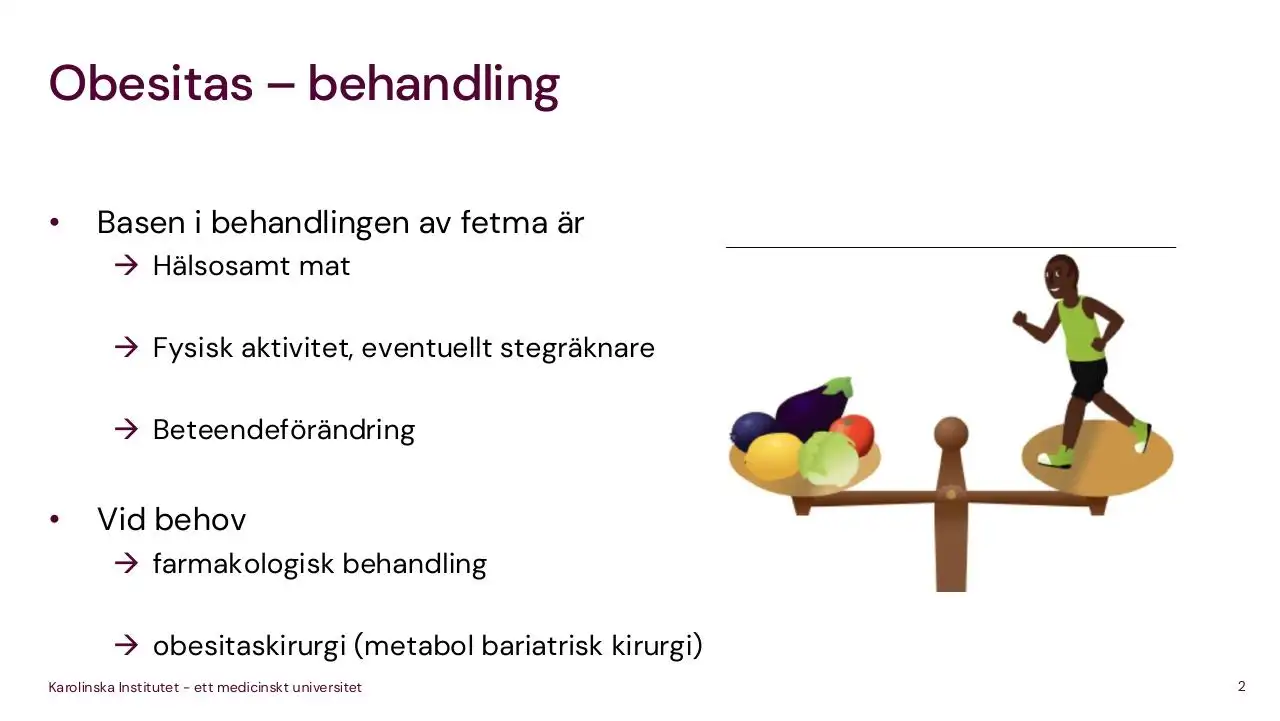 Obesitas – behandling
• Basen i behandlingen av fetma är
→ Hälsosamt mat
→ Fysisk aktivitet, eventuellt stegräknare
→ Beteendeförändring
• Vid behov
→ farmakologisk behandling
→ obesitaskirurgi (metabol bariatrisk kirurgi)
Karolinska Institutet - ett medicinskt universitet
2